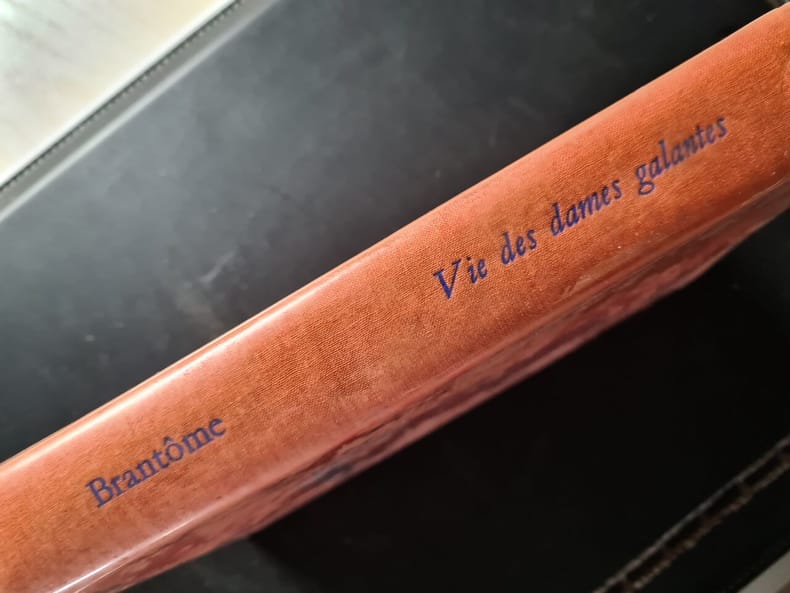 Brantôme
Vie des dames galantes